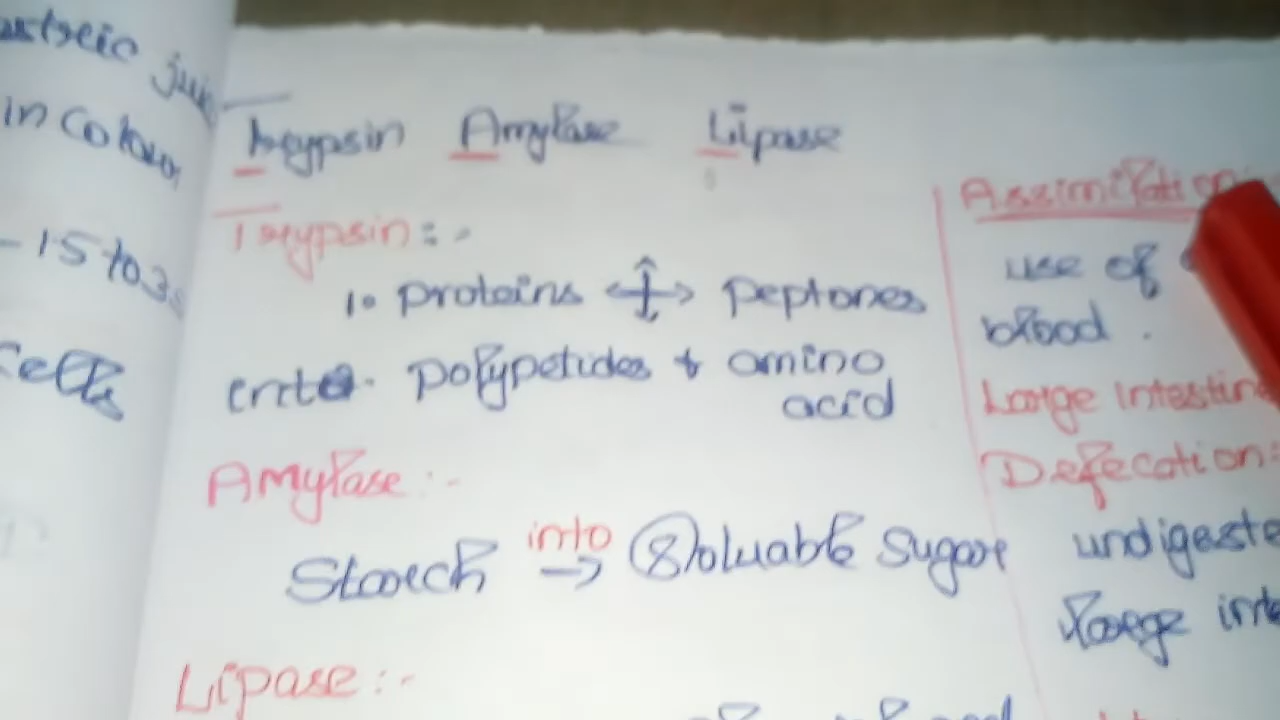 in Colour
- 15 to 3
Cells
Trypsin Amylase Lipase
Trypsin : -
1. proteins peptones
into. polypetides + amino
acid
Amylase : -
Starch into → Soluable Sugar
Lipase : -
Assimilation
use of
blood .
Large intestin
Defecation :
undigeste
large inte